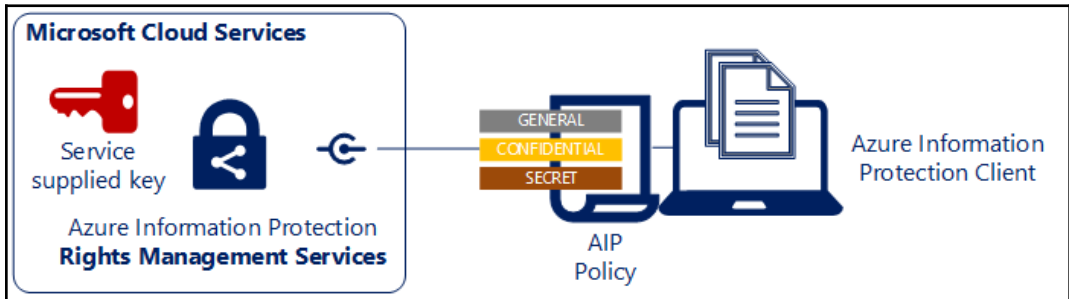 Microsoft Cloud Services
Service
supplied key
Azure Information Protection
Rights Management Services
GENERAL
CONFIDENTIAL
SECRET
AIP
Policy
Azure Information
Protection Client